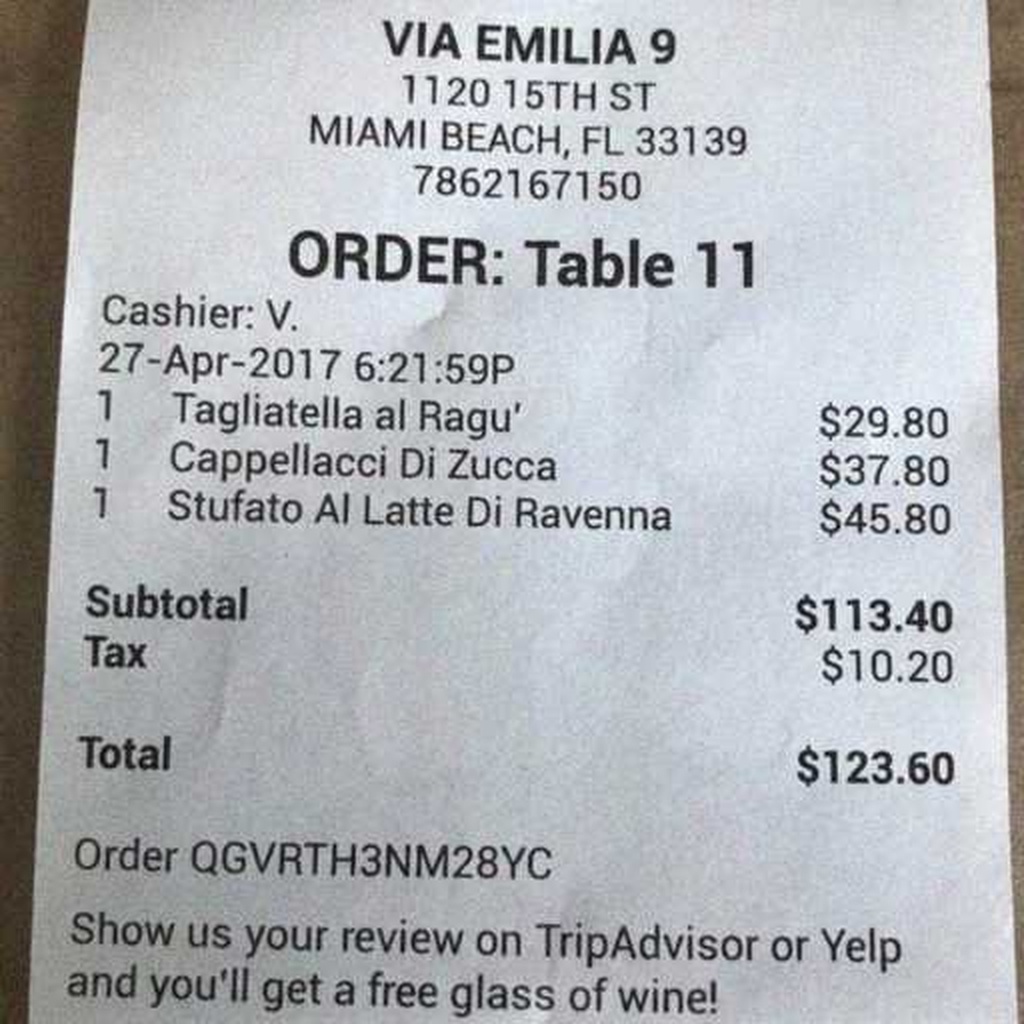 VIA EMILIA 9
1120 15TH ST
MIAMI BEACH, FL 33139
7862167150
ORDER: Table 11
Cashier: V.
27-Apr-2017 6:21:59P
1 Tagliatella al Ragu' $29.80
1 Cappellacci Di Zucca $37.80
1 Stufato Al Latte Di Ravenna $45.80
Subtotal $113.40
Tax $10.20
Total $123.60
Order QGVRTH3NM28YC
Show us your review on TripAdvisor or Yelp
and you'll get a free glass of wine!